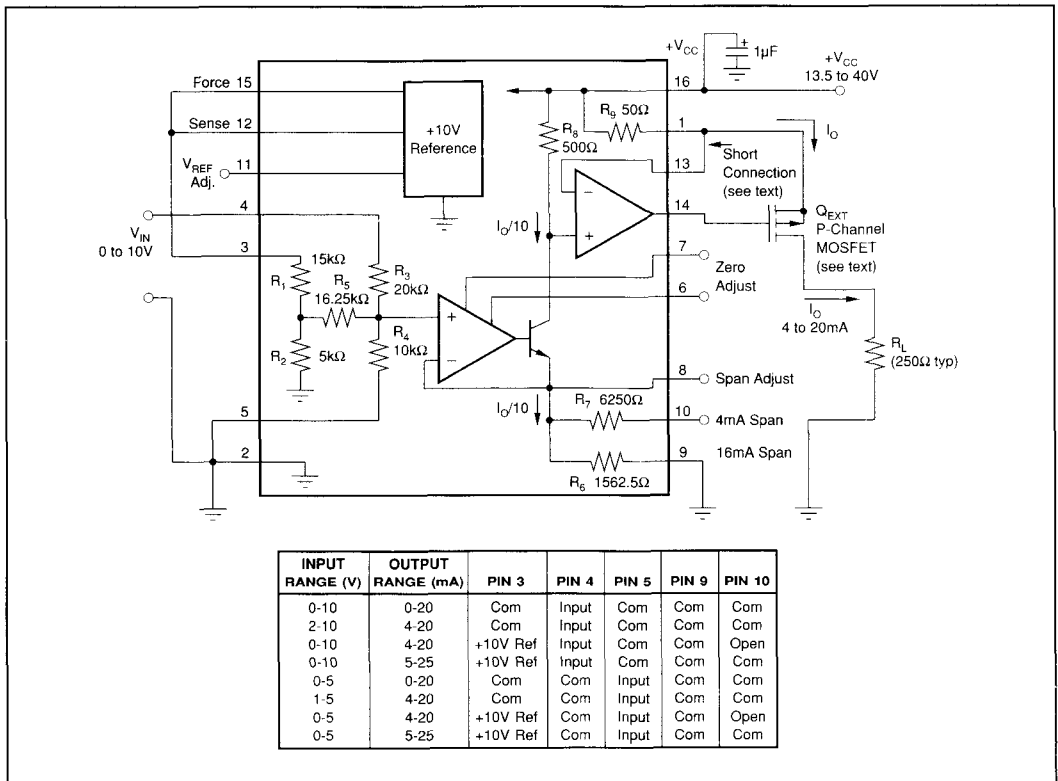 +V_CC
1µF
+V_CC
13.5 to 40V
Force 15
16
R_9 50Ω
1
Sense 12
+10V
Reference
R_8
500Ω
I_O
13
Short
Connection
(see text)
V_REF
Adj.
11
14
Q_EXT
P-Channel
MOSFET
(see text)
4
I_O/10
V_IN
0 to 10V
3
7
Zero
Adjust
15kΩ
R_1
R_5
16.25kΩ
R_3
20kΩ
6
I_O
4 to 20mA
R_4
10kΩ
R_2
5kΩ
R_L
(250Ω typ)
8 Span Adjust
5
I_O/10
R_7 6250Ω
10 4mA Span
2
9 16mA Span
R_6 1562.5Ω
INPUT RANGE (V) OUTPUT RANGE (mA) PIN 3 PIN 4 PIN 5 PIN 9 PIN 10
0-10 0-20 Com Input Com Com Com
2-10 4-20 Com Input Com Com Com
0-10 4-20 +10V Ref Input Com Com Open
0-10 5-25 +10V Ref Input Com Com Com
0-5 0-20 Com Com Input Com Com
1-5 4-20 Com Com Input Com Com
0-5 4-20 +10V Ref Com Input Com Open
0-5 5-25 +10V Ref Com Input Com Com